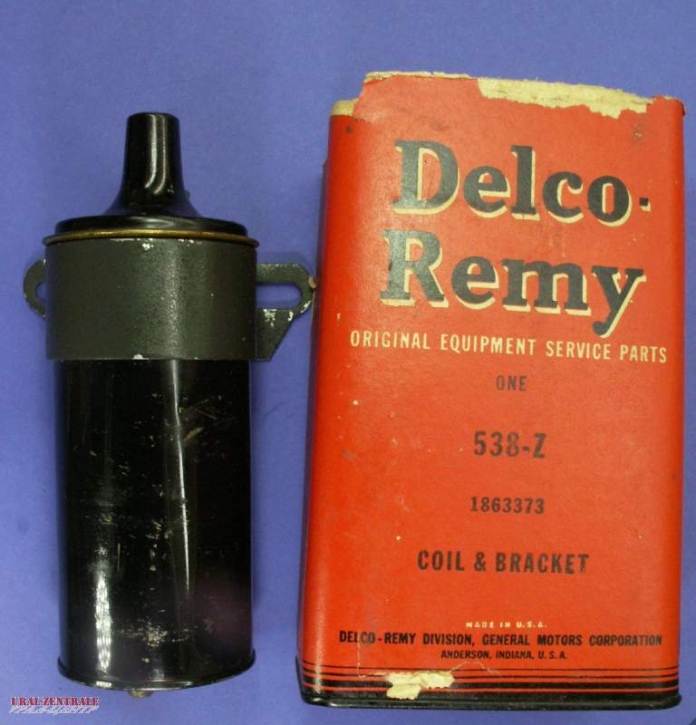 Delco-
Remy
ORIGINAL EQUIPMENT SERVICE PARTS
ONE
538-Z
1863373
COIL & BRACKET
MADE IN U.S.A.
DELCO-REMY DIVISION, GENERAL MOTORS CORPORATION
ANDERSON, INDIANA, U.S.A.
URAL ZENTRALE